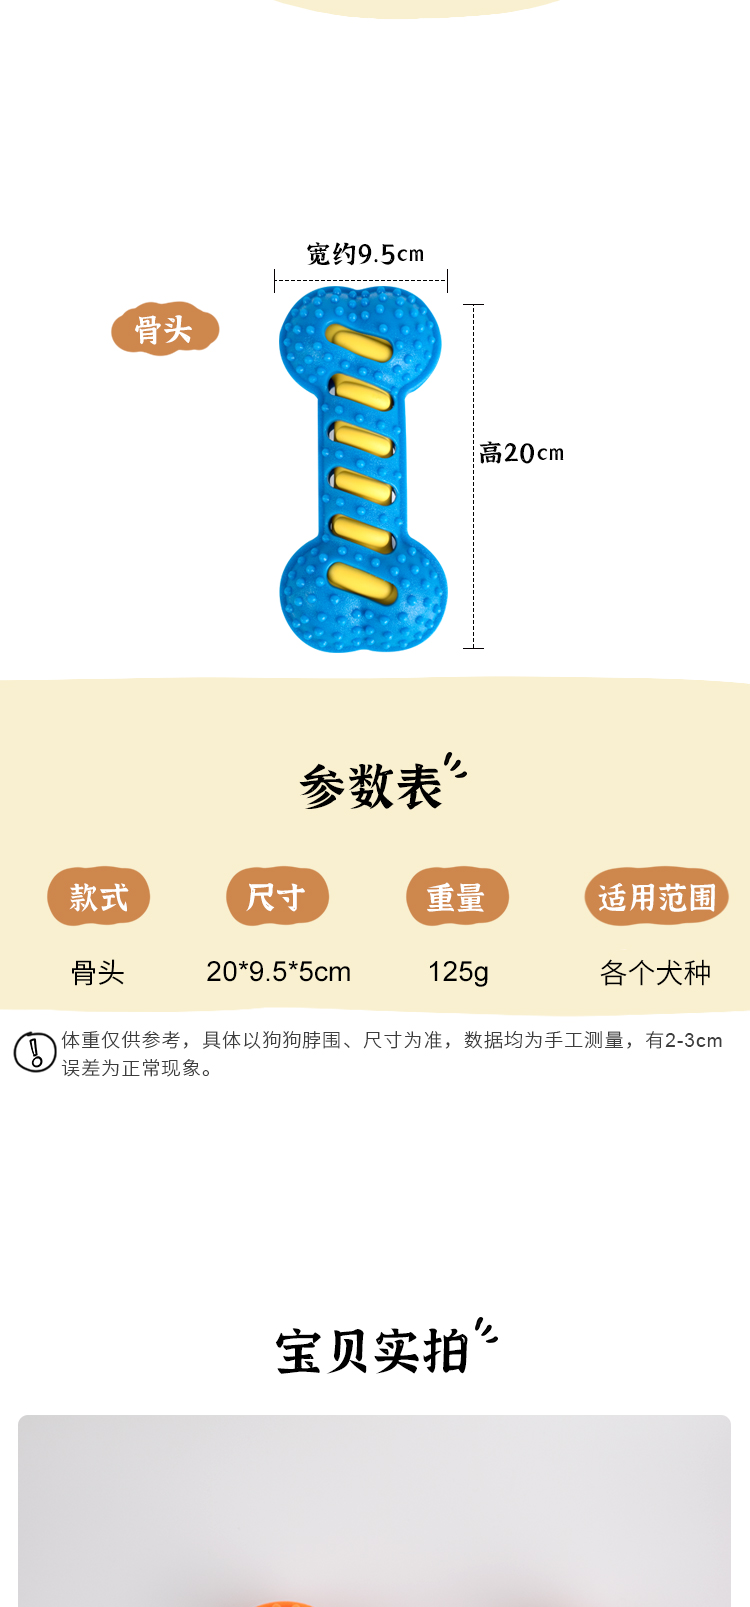 宽约9.5cm
骨头
高20cm
参数表
款式 尺寸 重量 适用范围
骨头 20*9.5*5cm 125g 各个犬种
体重仅供参考，具体以狗狗脖围、尺寸为准，数据均为手工测量，有2-3cm
误差为正常现象。
宝贝实拍